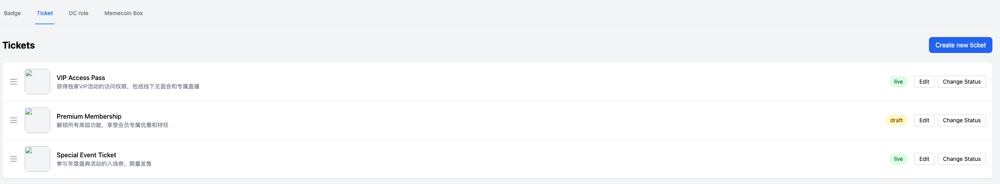 Badge Ticket DC role Memecoin Box
Tickets
Create new ticket
VIP Access Pass
获得独家VIP活动的访问权限，包括线下见面会和专属直播
live Edit Change Status
Premium Membership
解锁所有高级功能，享受会员专属优惠和特权
draft Edit Change Status
Special Event Ticket
参与年度盛典活动的入场券，限量发售
live Edit Change Status